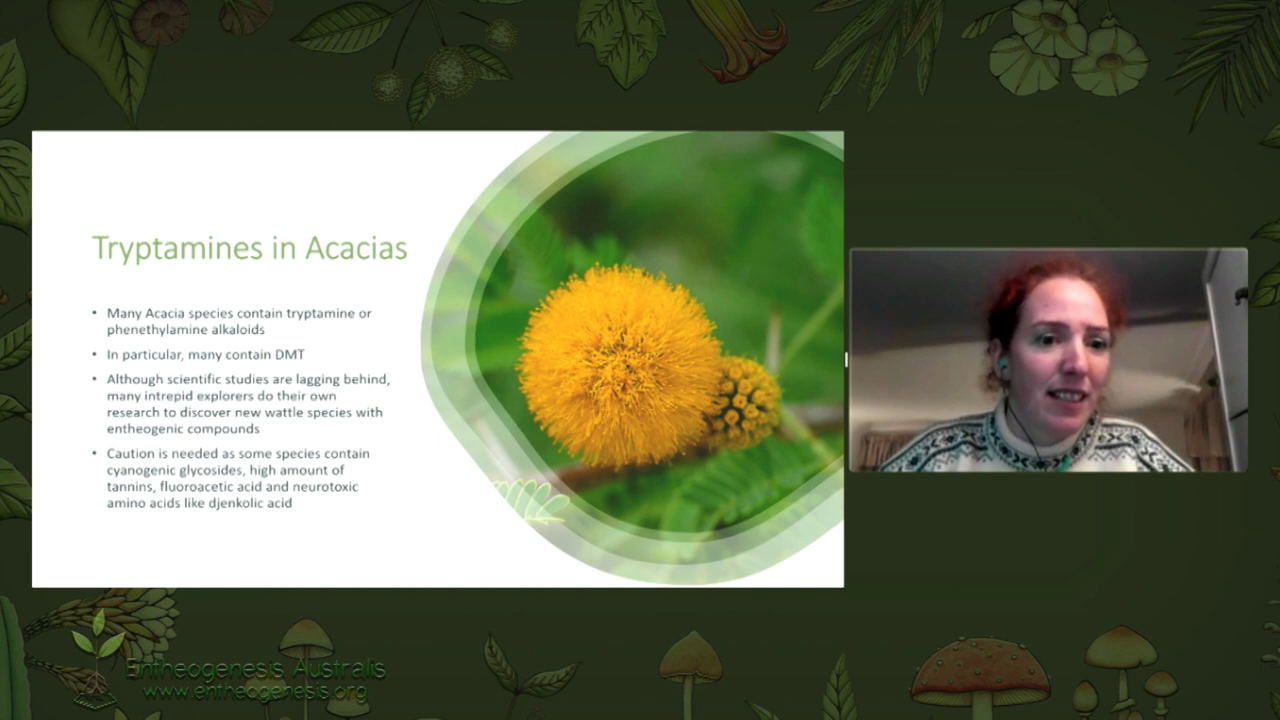 Tryptamines in Acacias
• Many Acacia species contain tryptamine or
phenethylamine alkaloids
• In particular, many contain DMT
• Although scientific studies are lagging behind,
many intrepid explorers do their own
research to discover new wattle species with
entheogenic compounds
• Caution is needed as some species contain
cyanogenic glycosides, high amount of
tannins, fluoroacetic acid and neurotoxic
amino acids like djenkolic acid
Entheogenesis Australis
www.entheogenesis.org